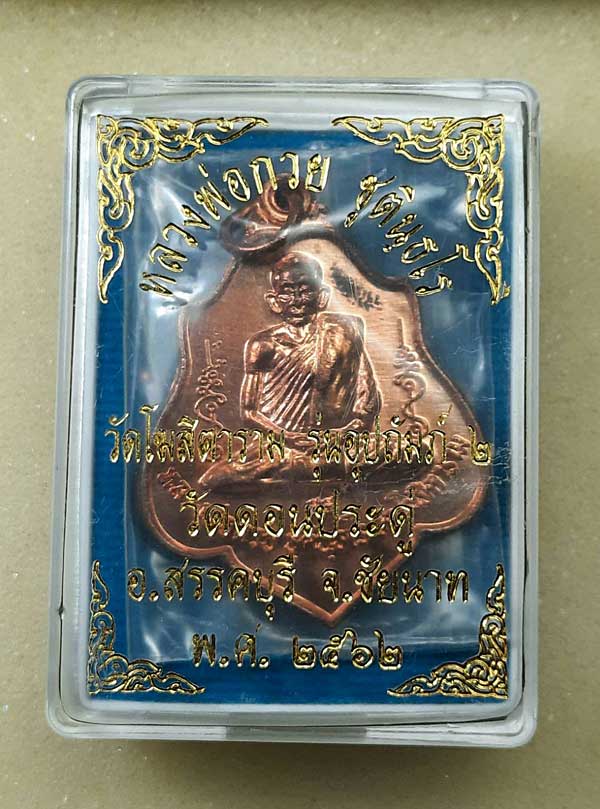 หลวงพ่อกวย ชุตินฺธโร
วัดโฆสิตาราม รุ่นอุปถัมภ์ ๒
วัดดอนประดู่
อ.สรรคบุรี จ.ชัยนาท
พ.ศ. ๒๕๖๒